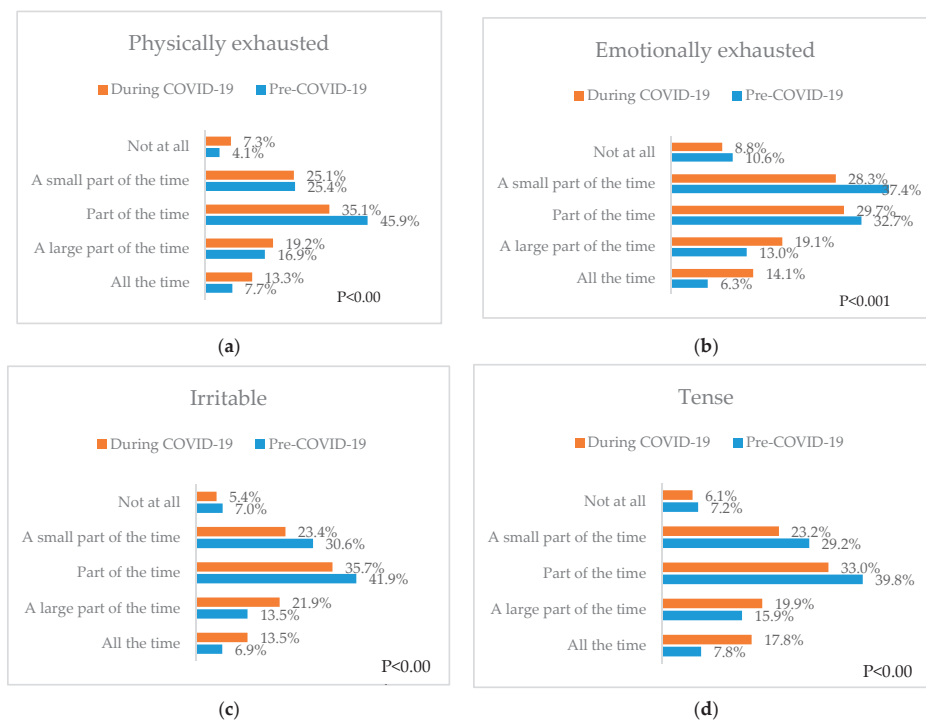 Physically exhausted
During COVID-19 Pre-COVID-19
Not at all 7.3% 4.1%
A small part of the time 25.1% 25.4%
Part of the time 35.1% 45.9%
A large part of the time 19.2% 16.9%
All the time 13.3% 7.7%
P<0.00
(a)
Emotionally exhausted
During COVID-19 Pre-COVID-19
Not at all 8.8% 10.6%
A small part of the time 28.3% 37.4%
Part of the time 29.7% 32.7%
A large part of the time 19.1% 13.0%
All the time 14.1% 6.3%
P<0.001
(b)
Irritable
During COVID-19 Pre-COVID-19
Not at all 5.4% 7.0%
A small part of the time 23.4% 30.6%
Part of the time 35.7% 41.9%
A large part of the time 21.9% 13.5%
All the time 13.5% 6.9%
P<0.00
(c)
Tense
During COVID-19 Pre-COVID-19
Not at all 6.1% 7.2%
A small part of the time 23.2% 29.2%
Part of the time 33.0% 39.8%
A large part of the time 19.9% 15.9%
All the time 17.8% 7.8%
P<0.00
(d)